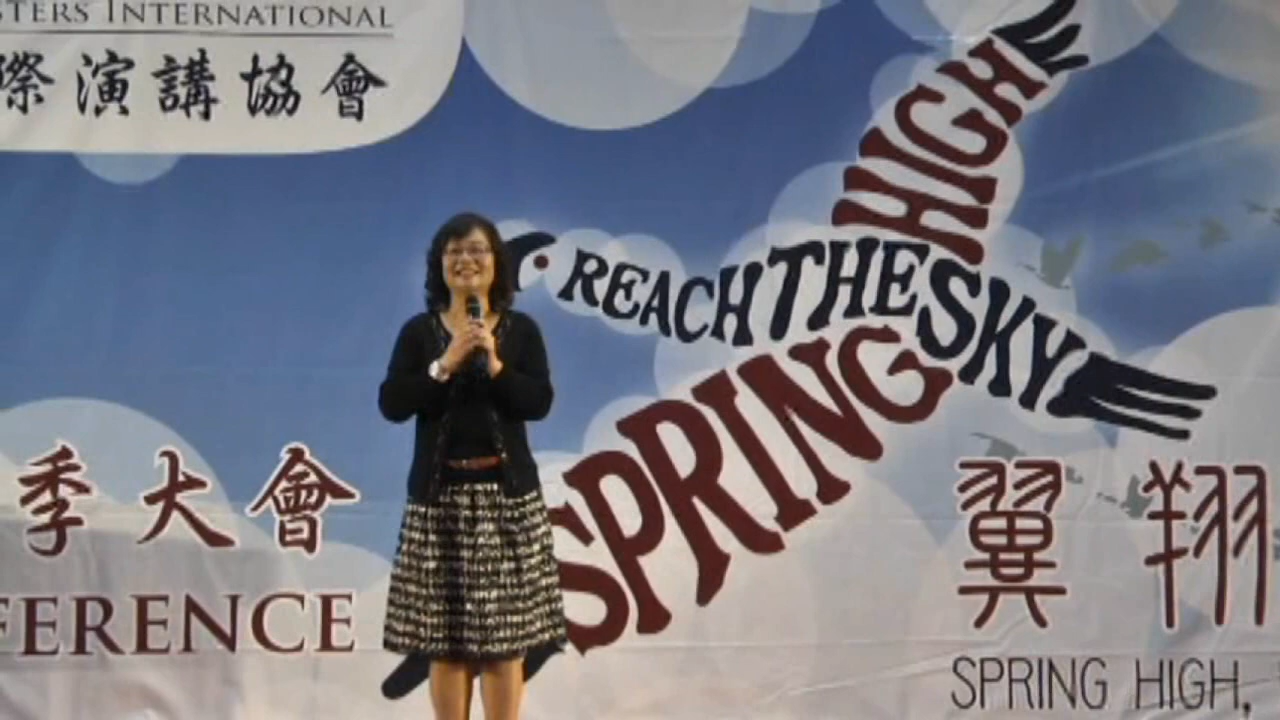 STERS INTERNATIONAL
際演講協會
REACH THE SKY
SPRING HIGH
季大會
FERENCE
翼翔
SPRING HIGH,